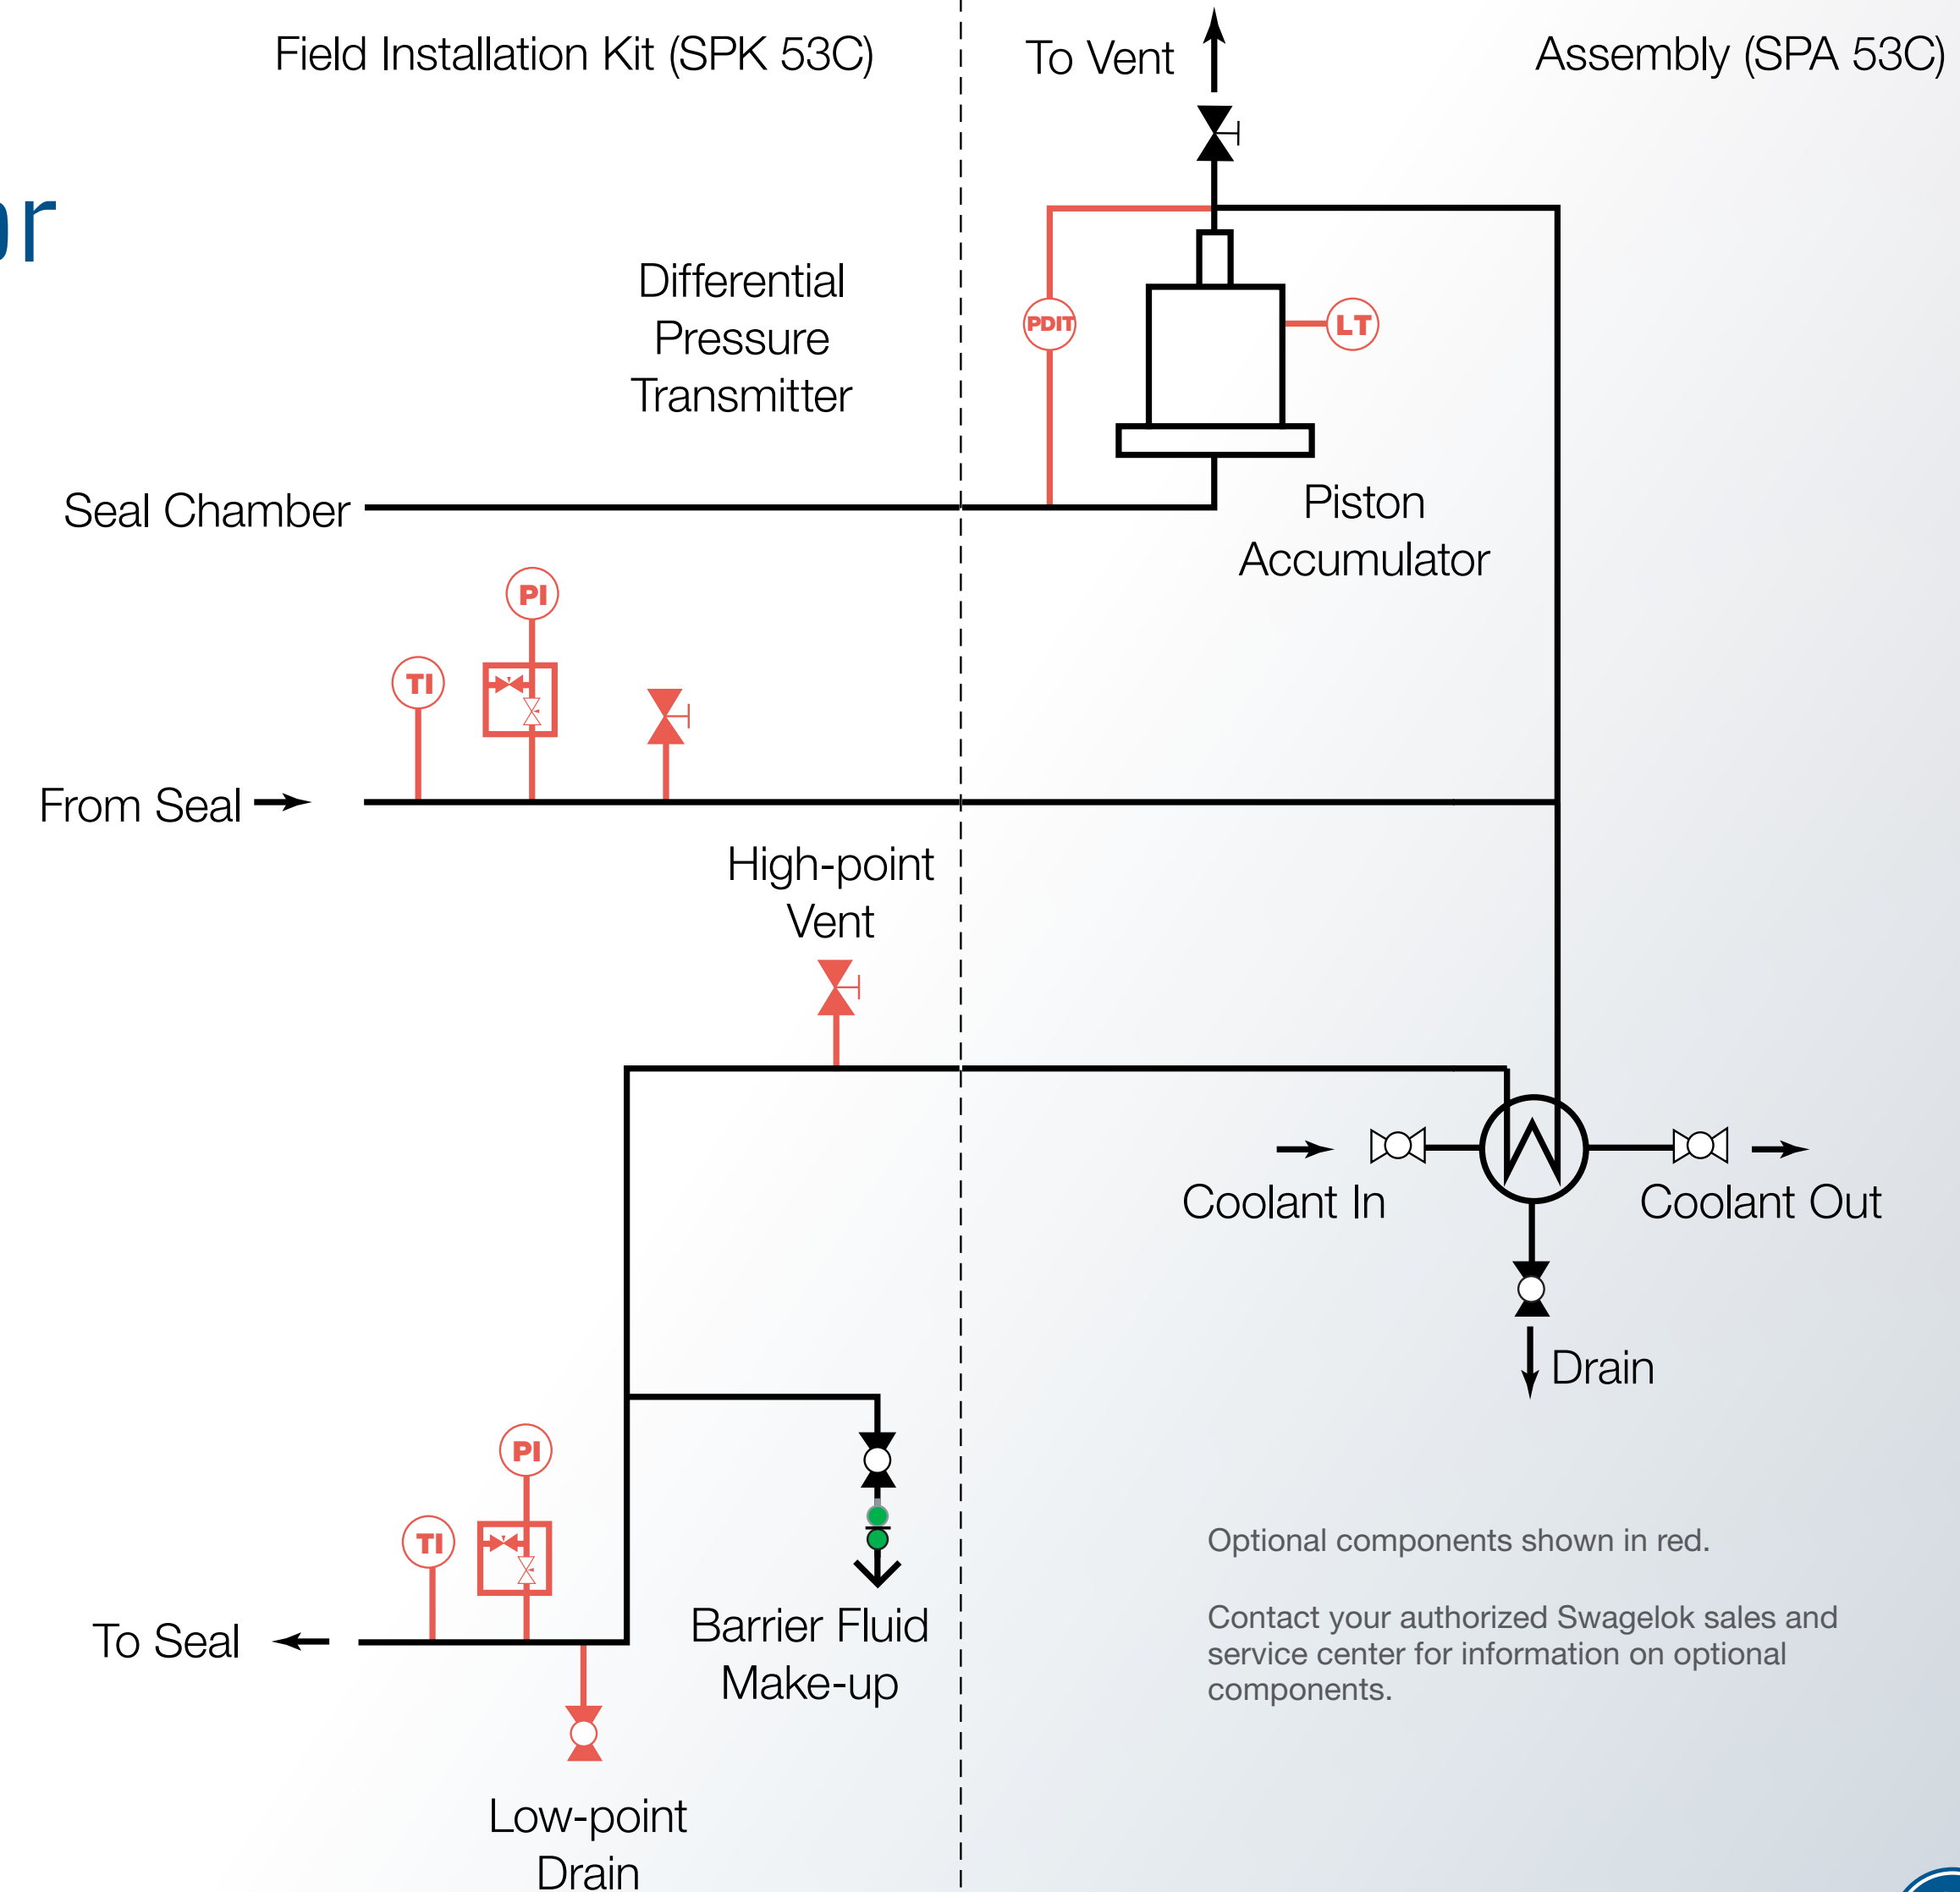 Field Installation Kit (SPK 53C)
To Vent
Assembly (SPA 53C)
or
Differential
Pressure
Transmitter
PDIT
LT
Seal Chamber
Piston
Accumulator
PI
TI
From Seal
High-point
Vent
Coolant In
Coolant Out
Drain
PI
TI
To Seal
Barrier Fluid
Make-up
Low-point
Drain
Optional components shown in red.
Contact your authorized Swagelok sales and
service center for information on optional
components.